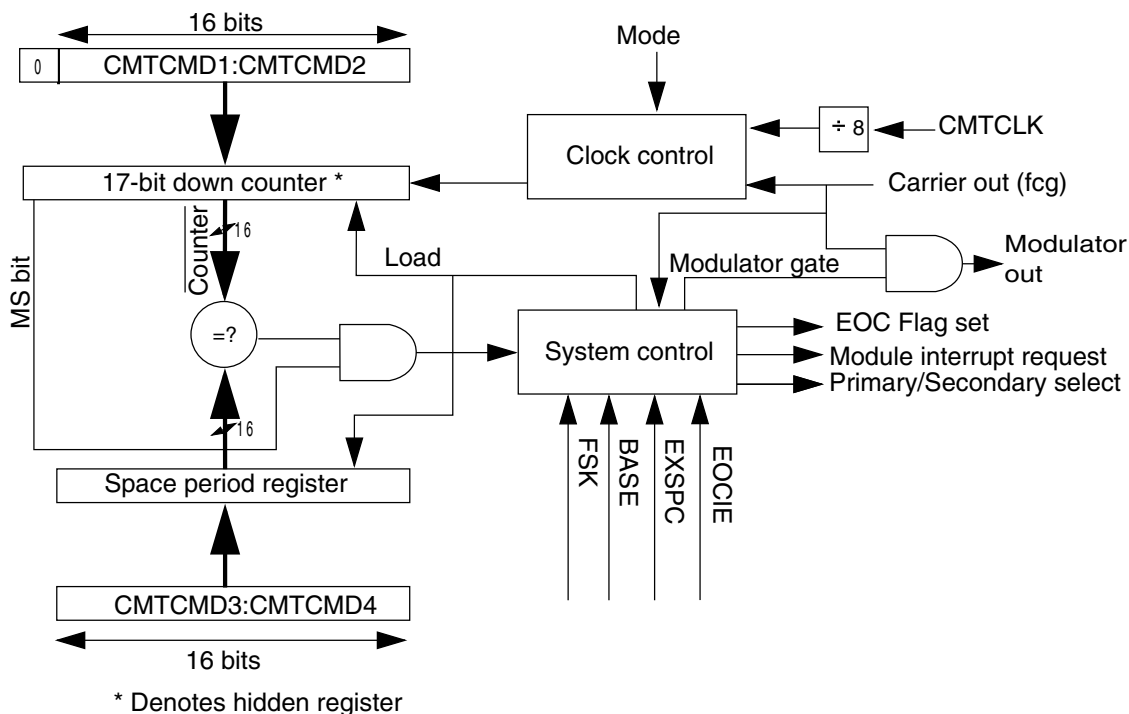 16 bits
0 CMTCMD1:CMTCMD2
Mode
÷ 8
CMTCLK
Clock control
17-bit down counter *
Carrier out (fcg)
MS bit
Counter
16
Load
Modulator gate
Modulator
out
=?
System control
EOC Flag set
Module interrupt request
Primary/Secondary select
16
FSK
BASE
EXSPC
EOCIE
Space period register
CMTCMD3:CMTCMD4
16 bits
* Denotes hidden register